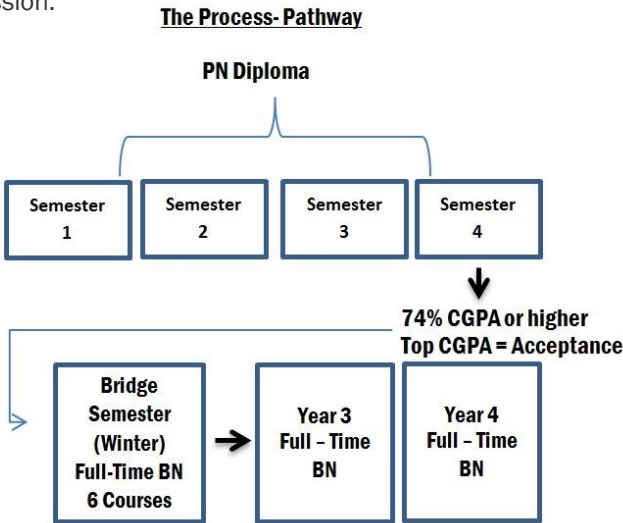 ssion.
The Process- Pathway
PN Diploma
Semester
1
Semester
2
Semester
3
Semester
4
74% CGPA or higher
Top CGPA = Acceptance
Bridge
Semester
(Winter)
Full-Time BN
6 Courses
Year 3
Full – Time
BN
Year 4
Full – Time
BN